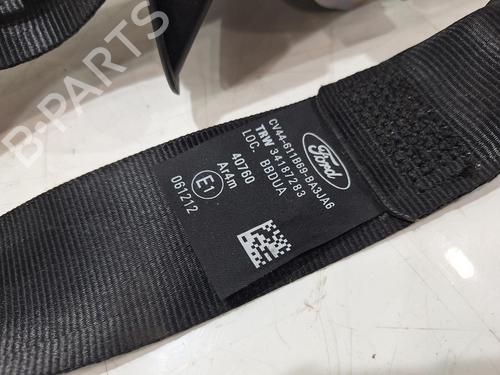 Ford
CV44-611B69-BA3JA6
TRW 34187283
LOC. BBDUA
40760
Ar4m
E1
061212
B-PARTS